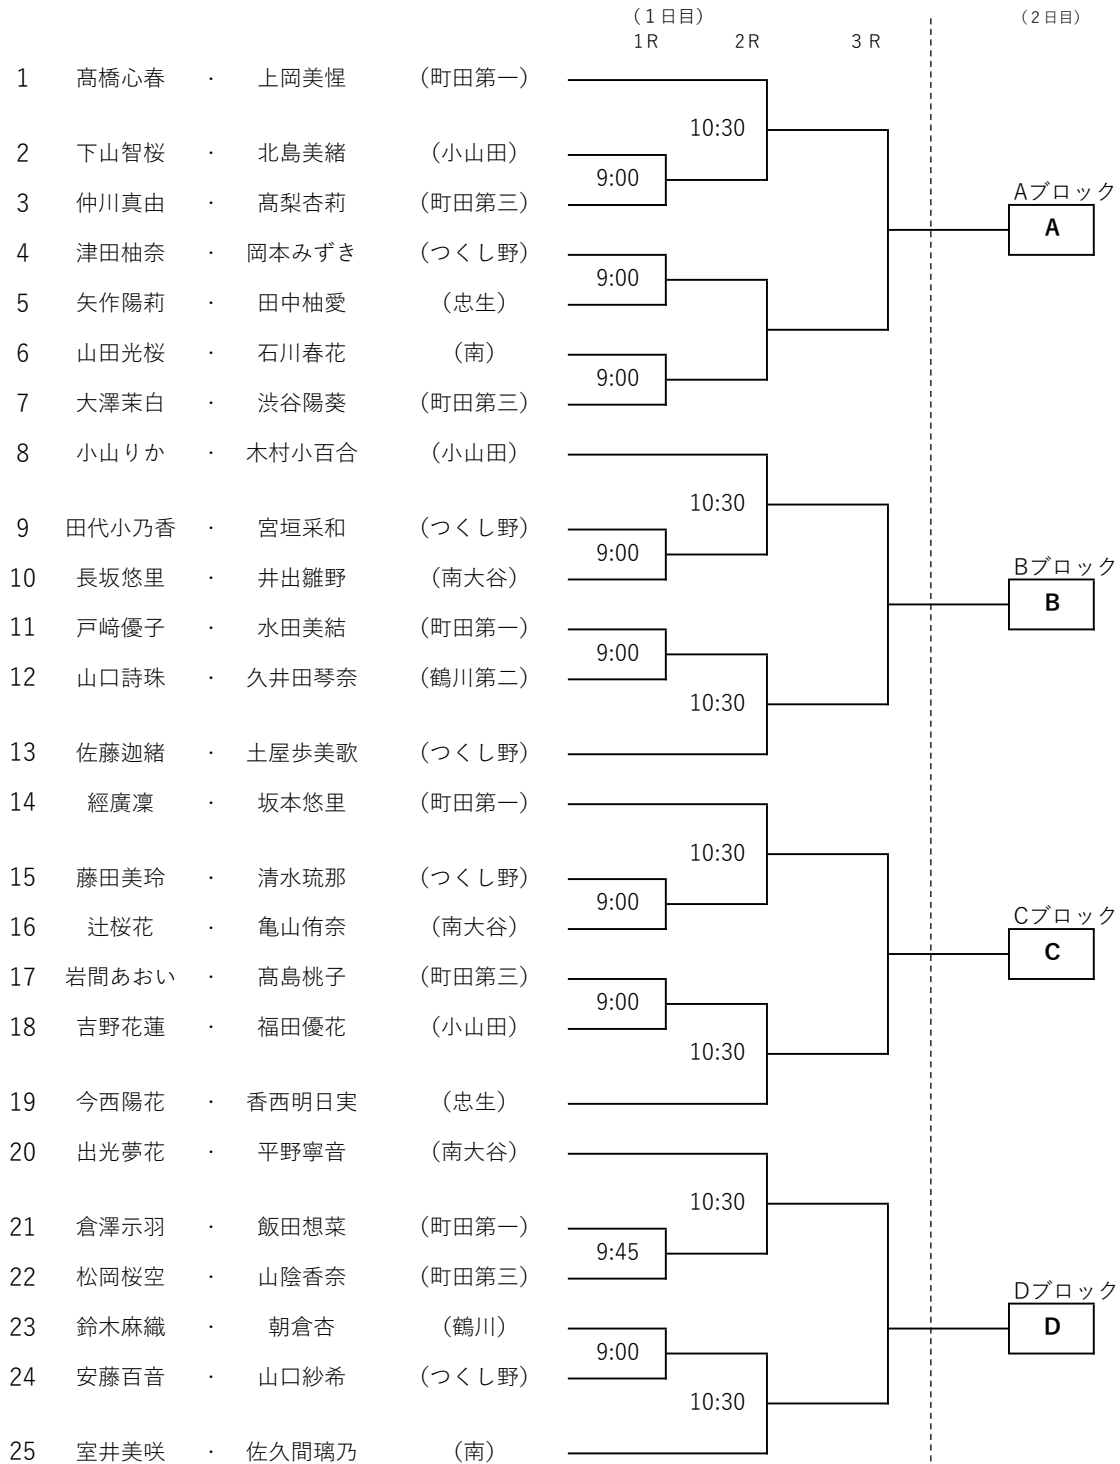 （１日目）
（２日目）
1R 2R ３R
1 髙橋心春 ・ 上岡美惺 （町田第一）
10:30
2 下山智桜 ・ 北島美緒 （小山田）
9:00
Aブロック
3 仲川真由 ・ 髙梨杏莉 （町田第三）
A
4 津田柚奈 ・ 岡本みずき （つくし野）
9:00
5 矢作陽莉 ・ 田中柚愛 （忠生）
6 山田光桜 ・ 石川春花 （南）
9:00
7 大澤茉白 ・ 渋谷陽葵 （町田第三）
8 小山りか ・ 木村小百合 （小山田）
10:30
9 田代小乃香 ・ 宮垣采和 （つくし野）
9:00
Bブロック
10 長坂悠里 ・ 井出雛野 （南大谷）
B
11 戸﨑優子 ・ 水田美結 （町田第一）
9:00
12 山口詩珠 ・ 久井田琴奈 （鶴川第二）
10:30
13 佐藤迦緒 ・ 土屋歩美歌 （つくし野）
14 經廣凜 ・ 坂本悠里 （町田第一）
10:30
15 藤田美玲 ・ 清水琉那 （つくし野）
9:00
Cブロック
16 辻桜花 ・ 亀山侑奈 （南大谷）
C
17 岩間あおい ・ 髙島桃子 （町田第三）
9:00
18 吉野花蓮 ・ 福田優花 （小山田）
10:30
19 今西陽花 ・ 香西明日実 （忠生）
20 出光夢花 ・ 平野寧音 （南大谷）
10:30
21 倉澤示羽 ・ 飯田想菜 （町田第一）
9:45
22 松岡桜空 ・ 山陰香奈 （町田第三）
Dブロック
23 鈴木麻織 ・ 朝倉杏 （鶴川）
D
9:00
24 安藤百音 ・ 山口紗希 （つくし野）
10:30
25 室井美咲 ・ 佐久間璃乃 （南）